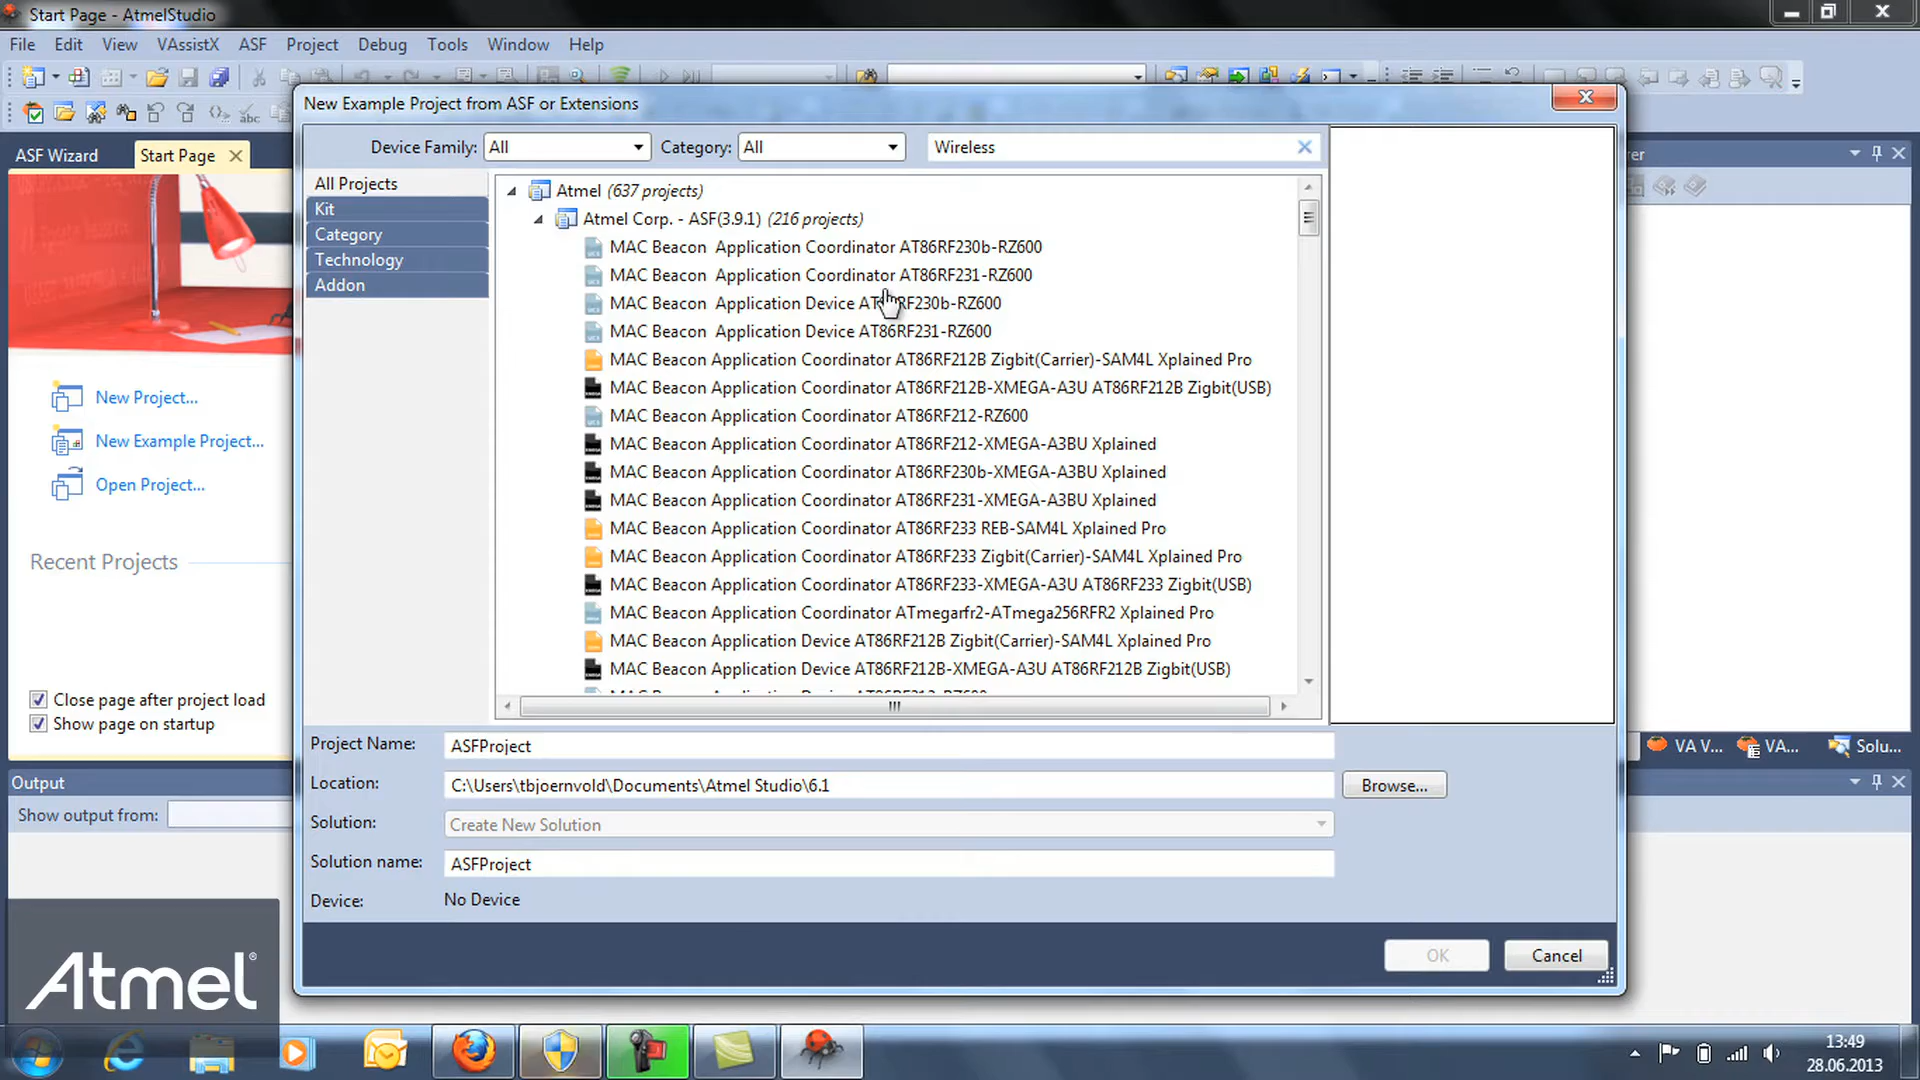 Start Page - AtmelStudio
File Edit View VAssistX ASF Project Debug Tools Window Help
New Example Project from ASF or Extensions
ASF Wizard
Start Page
Device Family: All Category: All Wireless
All Projects
Kit
Category
Technology
Addon
Atmel (637 projects)
Atmel Corp. - ASF(3.9.1) (216 projects)
MAC Beacon Application Coordinator AT86RF230b-RZ600
MAC Beacon Application Coordinator AT86RF231-RZ600
MAC Beacon Application Device AT86RF230b-RZ600
MAC Beacon Application Device AT86RF231-RZ600
MAC Beacon Application Coordinator AT86RF212B Zigbit(Carrier)-SAM4L Xplained Pro
MAC Beacon Application Coordinator AT86RF212B-XMEGA-A3U AT86RF212B Zigbit(USB)
MAC Beacon Application Coordinator AT86RF212-RZ600
MAC Beacon Application Coordinator AT86RF212-XMEGA-A3BU Xplained
MAC Beacon Application Coordinator AT86RF230b-XMEGA-A3BU Xplained
MAC Beacon Application Coordinator AT86RF231-XMEGA-A3BU Xplained
MAC Beacon Application Coordinator AT86RF233 REB-SAM4L Xplained Pro
MAC Beacon Application Coordinator AT86RF233 Zigbit(Carrier)-SAM4L Xplained Pro
MAC Beacon Application Coordinator AT86RF233-XMEGA-A3U AT86RF233 Zigbit(USB)
MAC Beacon Application Coordinator ATmegarfr2-ATmega256RFR2 Xplained Pro
MAC Beacon Application Device AT86RF212B Zigbit(Carrier)-SAM4L Xplained Pro
MAC Beacon Application Device AT86RF212B-XMEGA-A3U AT86RF212B Zigbit(USB)
New Project...
New Example Project...
Open Project...
Recent Projects
Close page after project load
Show page on startup
VA V...
VA...
Solu...
Project Name: ASFProject
Location: C:\Users\tbjoernvold\Documents\Atmel Studio\6.1 Browse...
Solution: Create New Solution
Solution name: ASFProject
Device: No Device
OK Cancel
Output
Show output from:
Atmel®
13:49
28.06.2013